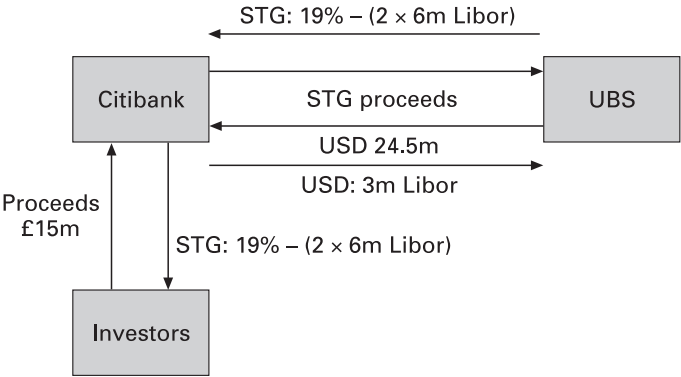 STG: 19% – (2 × 6m Libor)
Citibank
STG proceeds
UBS
USD 24.5m
USD: 3m Libor
Proceeds
£15m
STG: 19% – (2 × 6m Libor)
Investors